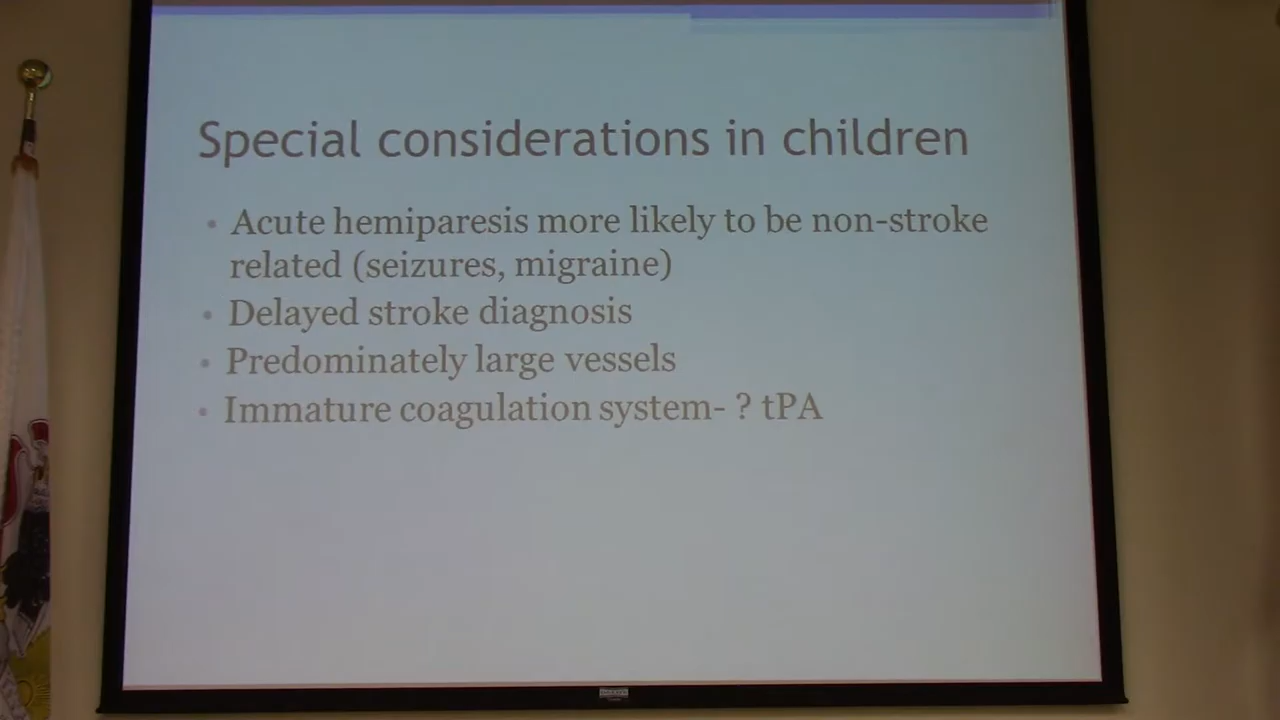 Special considerations in children
• Acute hemiparesis more likely to be non-stroke
related (seizures, migraine)
• Delayed stroke diagnosis
• Predominately large vessels
• Immature coagulation system- ? tPA